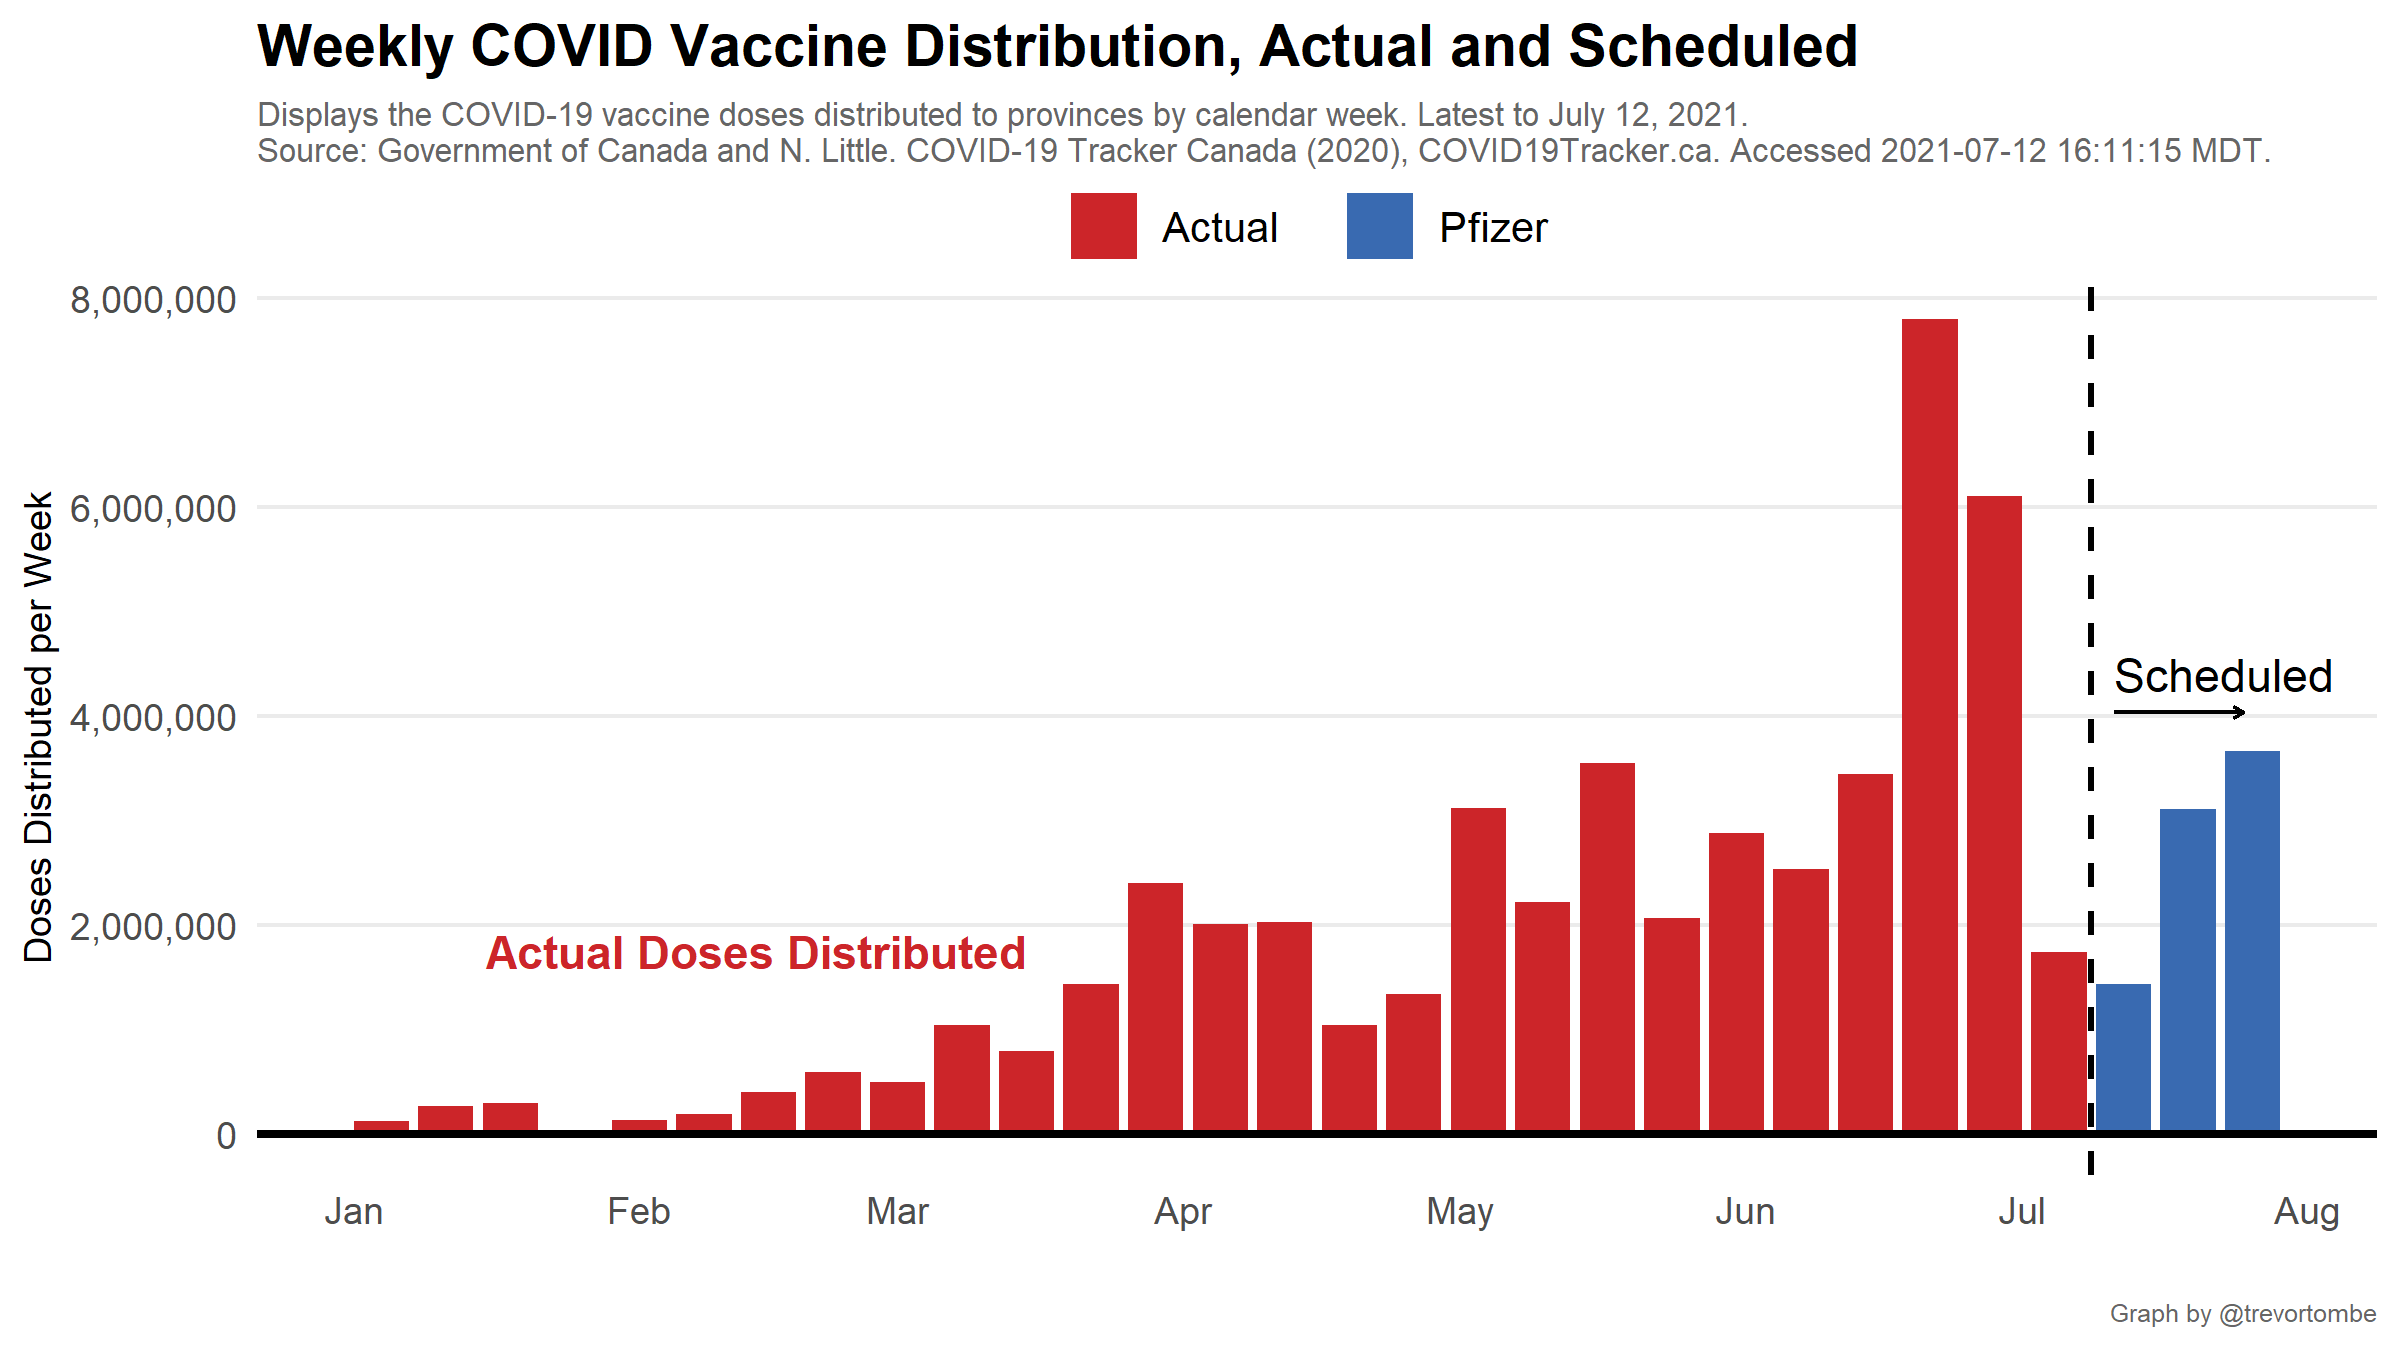 Weekly COVID Vaccine Distribution, Actual and Scheduled
Displays the COVID-19 vaccine doses distributed to provinces by calendar week. Latest to July 12, 2021.
Source: Government of Canada and N. Little. COVID-19 Tracker Canada (2020), COVID19Tracker.ca. Accessed 2021-07-12 16:11:15 MDT.
Actual Pfizer
Doses Distributed per Week
8,000,000
6,000,000
4,000,000
2,000,000
0
Scheduled
Actual Doses Distributed
Jan Feb Mar Apr May Jun Jul Aug
Graph by @trevortombe